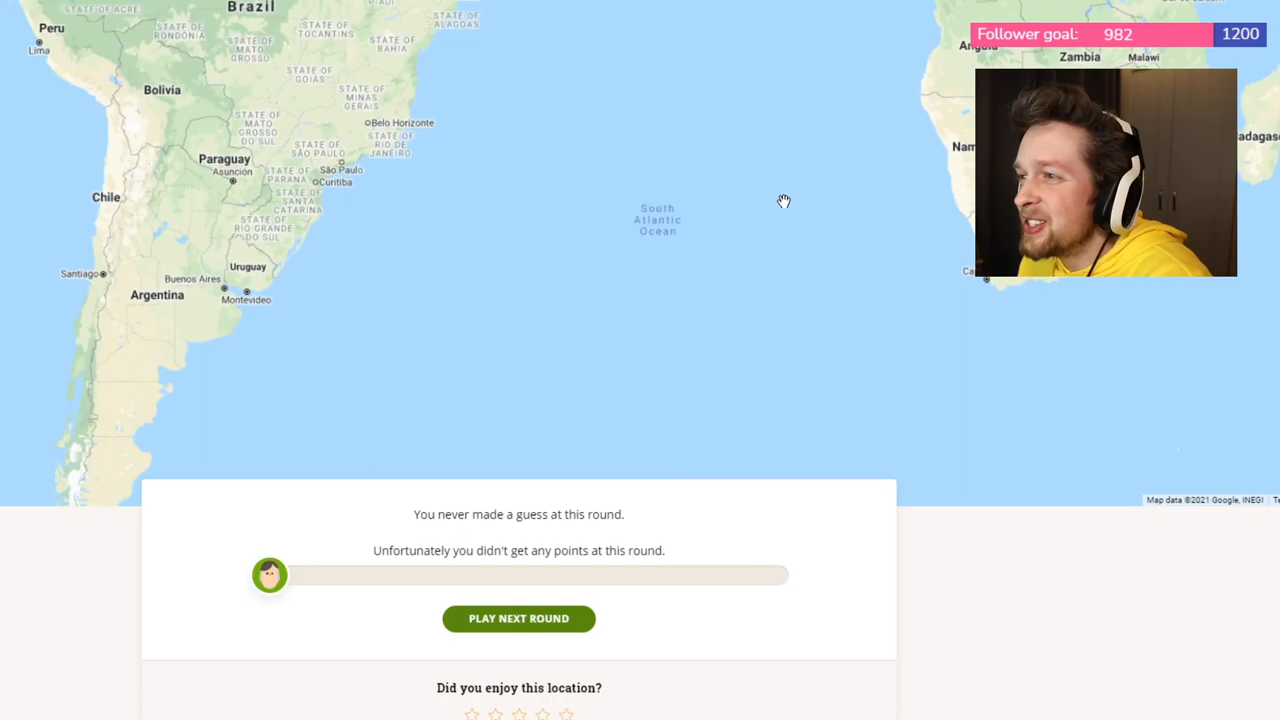 Brazil
STATE OF ACRE
STATE OF
ALAGOAS
Peru
Lima
STATE OF
RONDÔNIA
STATE OF
TOCANTINS
STATE OF
BAHIA
STATE OF
MATO
GROSSO
STATE OF
GOIÁS
Bolivia
STATE OF
MINAS
GERAIS
STATE OF
MATO
GROSSO
DO SUL
Belo Horizonte
STATE OF
RIO DE
JANEIRO
STATE OF
SÃO PAULO
Paraguay
Asunción
São Paulo
STATE OF
PARANÁ
Curitiba
Chile
STATE OF
SANTA
CATARINA
STATE OF
RIO GRANDE
DO SUL
Uruguay
Santiago
Buenos Aires
Argentina
Montevideo
South
Atlantic
Ocean
Follower goal: 982 1200
Zambia
Malawi
Nam
adagas
Map data ©2021 Google, INEGI Te
You never made a guess at this round.
Unfortunately you didn't get any points at this round.
PLAY NEXT ROUND
Did you enjoy this location?